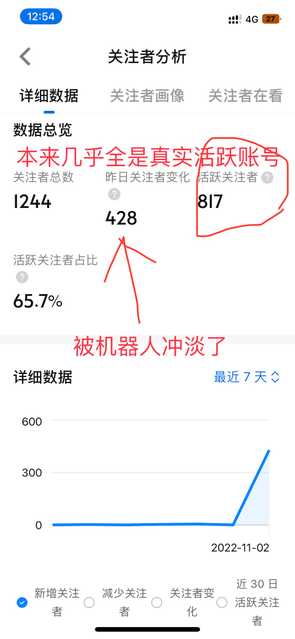 12:54
4G 27
关注者分析
详细数据 关注者画像 关注者在看
数据总览
本来几乎全是真实活跃账号
关注者总数 昨日关注者变化 活跃关注者
1244 428 817
活跃关注者占比
65.7%
被机器人冲淡了
详细数据 最近 7 天
600
300
0
2022-11-02
新增关注者 减少关注者 关注者变化 近 30 日活跃关注者